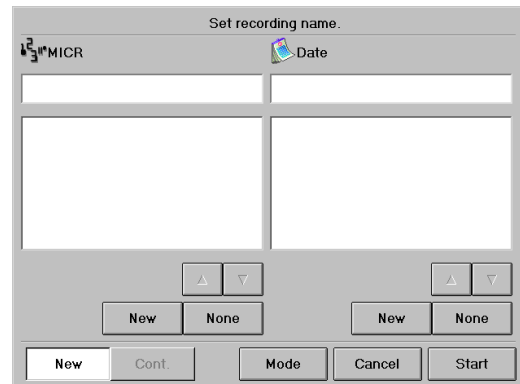 Set recording name.
MICR Date
New None New None
New Cont. Mode Cancel Start